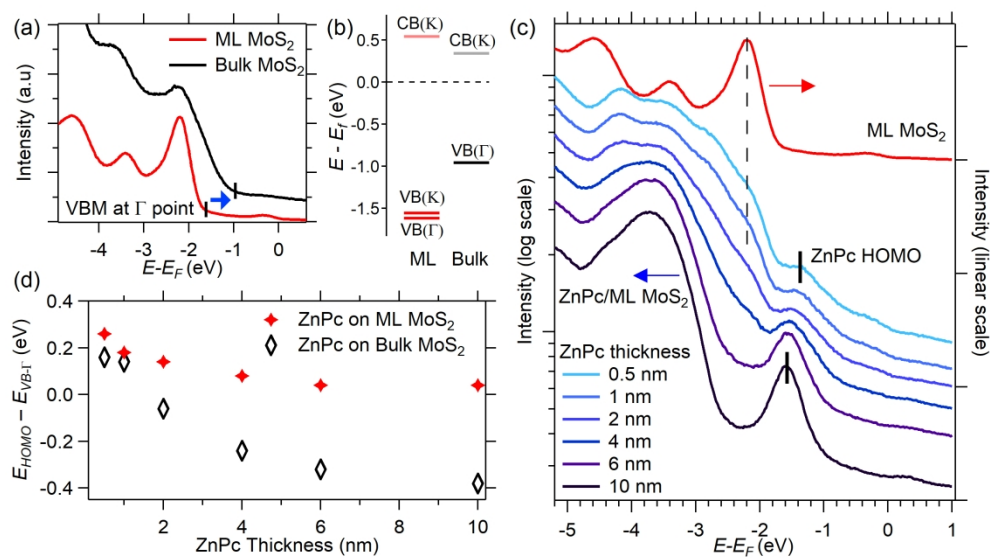 (a)
ML MoS₂
Bulk MoS₂
Intensity (a.u)
VBM at Γ point
-4 -3 -2 -1 0
E-E_F (eV)
(b)
CB(K)
CB(K)
0.5
0.0
-0.5
-1.0
-1.5
E - E_f (eV)
VB(Γ)
VB(K)
VB(Γ)
ML Bulk
(c)
ML MoS₂
ZnPc HOMO
ZnPc/ML MoS₂
Intensity (log scale)
Intensity (linear scale)
ZnPc thickness
0.5 nm
1 nm
2 nm
4 nm
6 nm
10 nm
-5 -4 -3 -2 -1 0 1
E-E_F (eV)
(d)
0.4
0.2
0.0
-0.2
-0.4
E_HOMO − E_VB-Γ (eV)
ZnPc on ML MoS₂
ZnPc on Bulk MoS₂
0 2 4 6 8 10
ZnPc Thickness (nm)